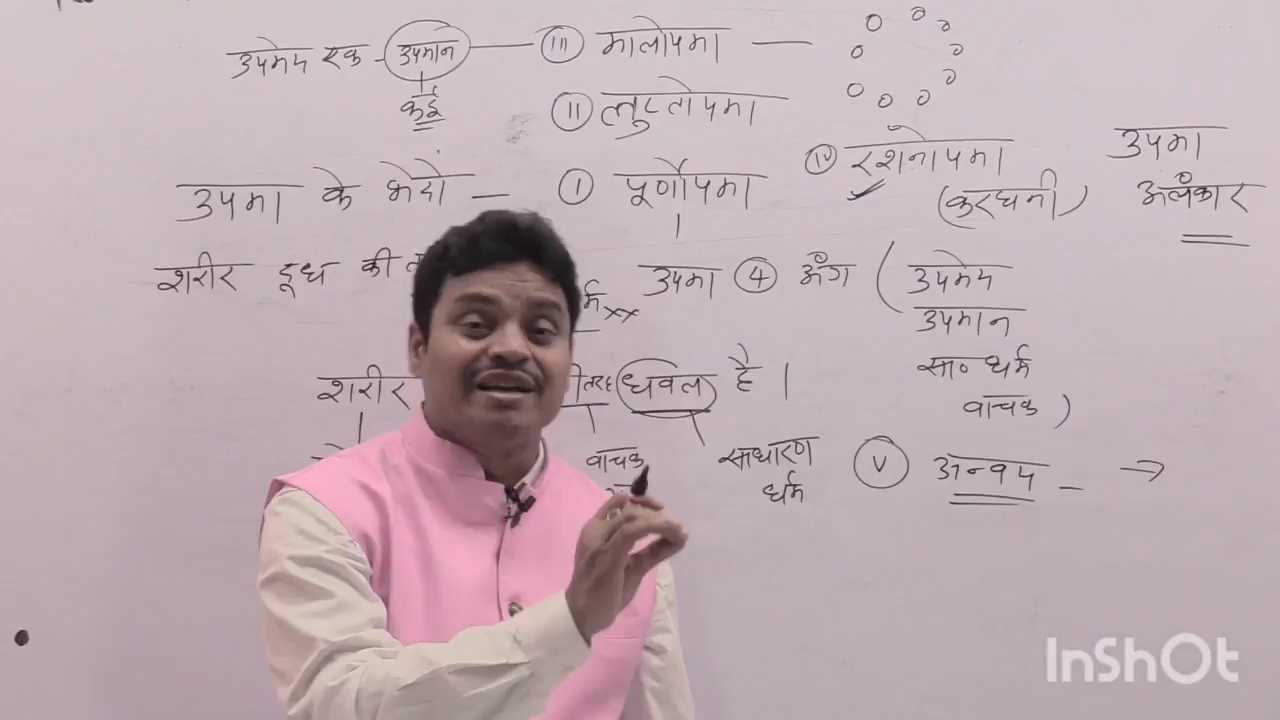 उपमेय एक - उपमान — (iii) मालोपमा —
कई
(ii) लुप्तोपमा
(iv) रशनोपमा
(करधनी)
उपमा
अलंकार
उपमा के भेदों — (i) पूर्णोपमा
शरीर दूध की
उपमा (4) अंग (उपमेय
उपमान
सा० धर्म
वाचक)
शरीर
धवल है।
वाचक
साधारण
धर्म
(v) अन्वय — →
InShOt